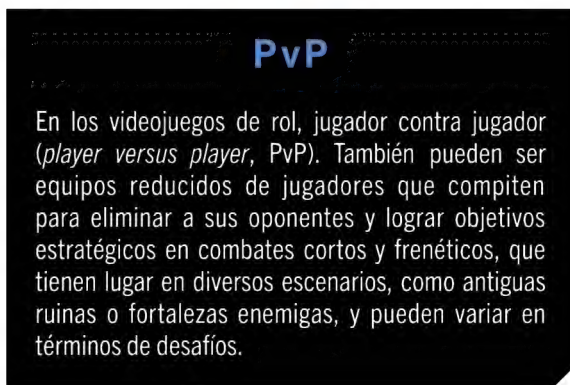 PvP
En los videojuegos de rol, jugador contra jugador
(player versus player, PvP). También pueden ser
equipos reducidos de jugadores que compiten
para eliminar a sus oponentes y lograr objetivos
estratégicos en combates cortos y frenéticos, que
tienen lugar en diversos escenarios, como antiguas
ruinas o fortalezas enemigas, y pueden variar en
términos de desafíos.